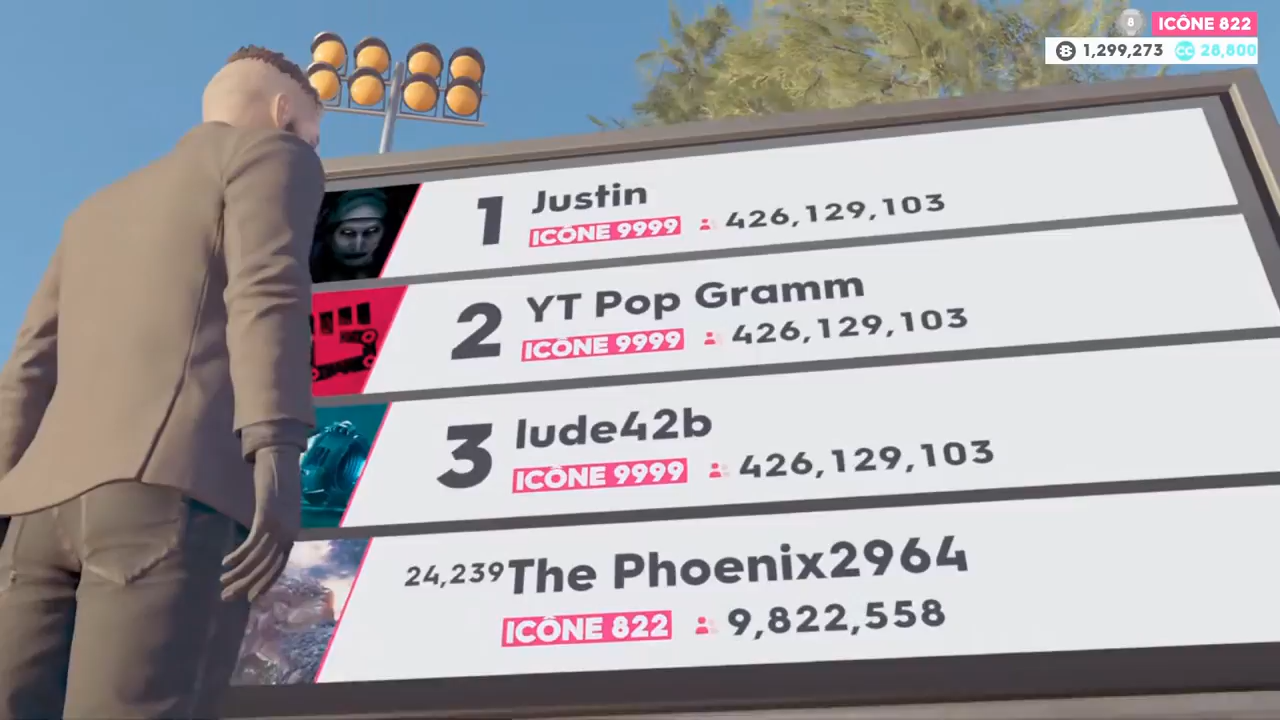 8 ICÔNE 822
1,299,273 CC 28,800
1 Justin
ICÔNE 9999 426,129,103
2 YT Pop Gramm
ICÔNE 9999 426,129,103
3 lude42b
ICÔNE 9999 426,129,103
24,239 The Phoenix2964
ICÔNE 822 9,822,558